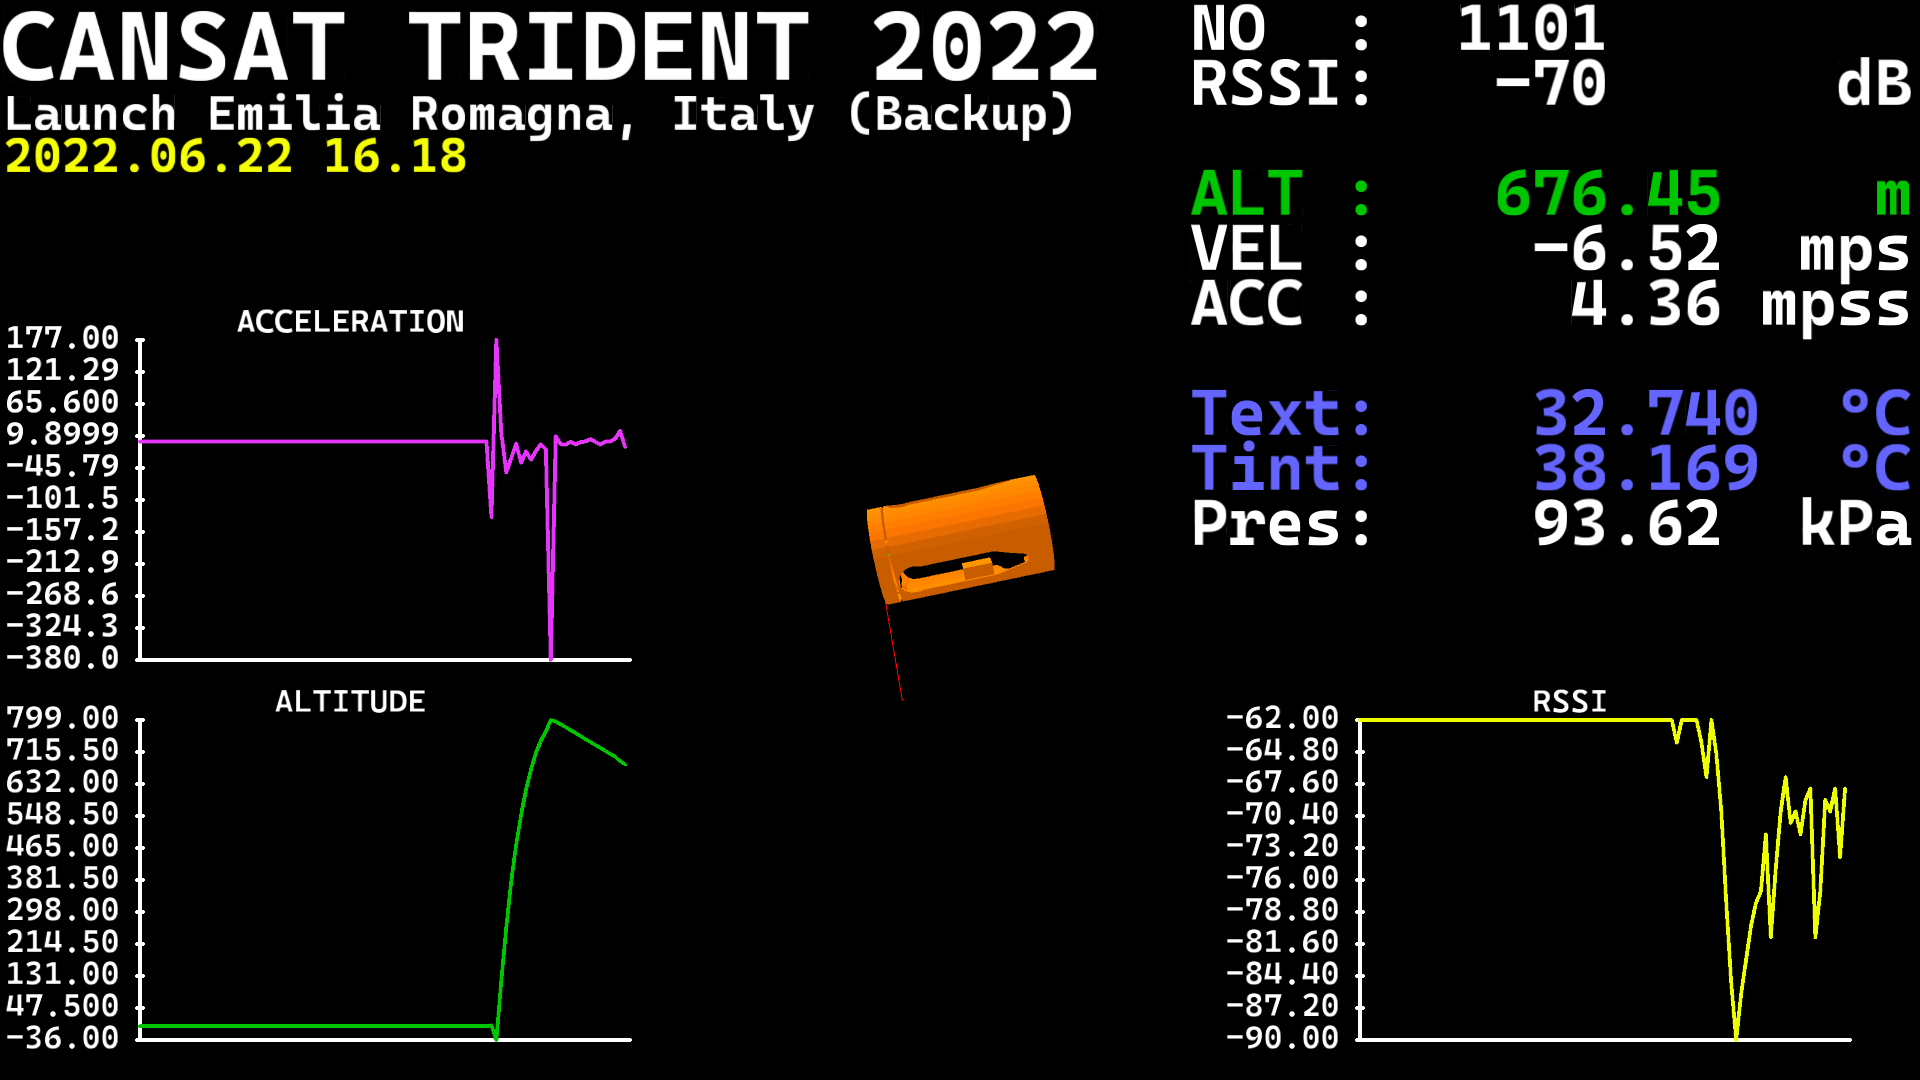 CANSAT TRIDENT 2022
Launch Emilia Romagna, Italy (Backup)
2022.06.22 16.18
NO : 1101
RSSI: -70 dB
ALT : 676.45 m
VEL : -6.52 mps
ACC : 4.36 mpss
Text: 32.740 °C
Tint: 38.169 °C
Pres: 93.62 kPa
ACCELERATION
177.00
121.29
65.600
9.8999
-45.79
-101.5
-157.2
-212.9
-268.6
-324.3
-380.0
ALTITUDE
799.00
715.50
632.00
548.50
465.00
381.50
298.00
214.50
131.00
47.500
-36.00
RSSI
-62.00
-64.80
-67.60
-70.40
-73.20
-76.00
-78.80
-81.60
-84.40
-87.20
-90.00